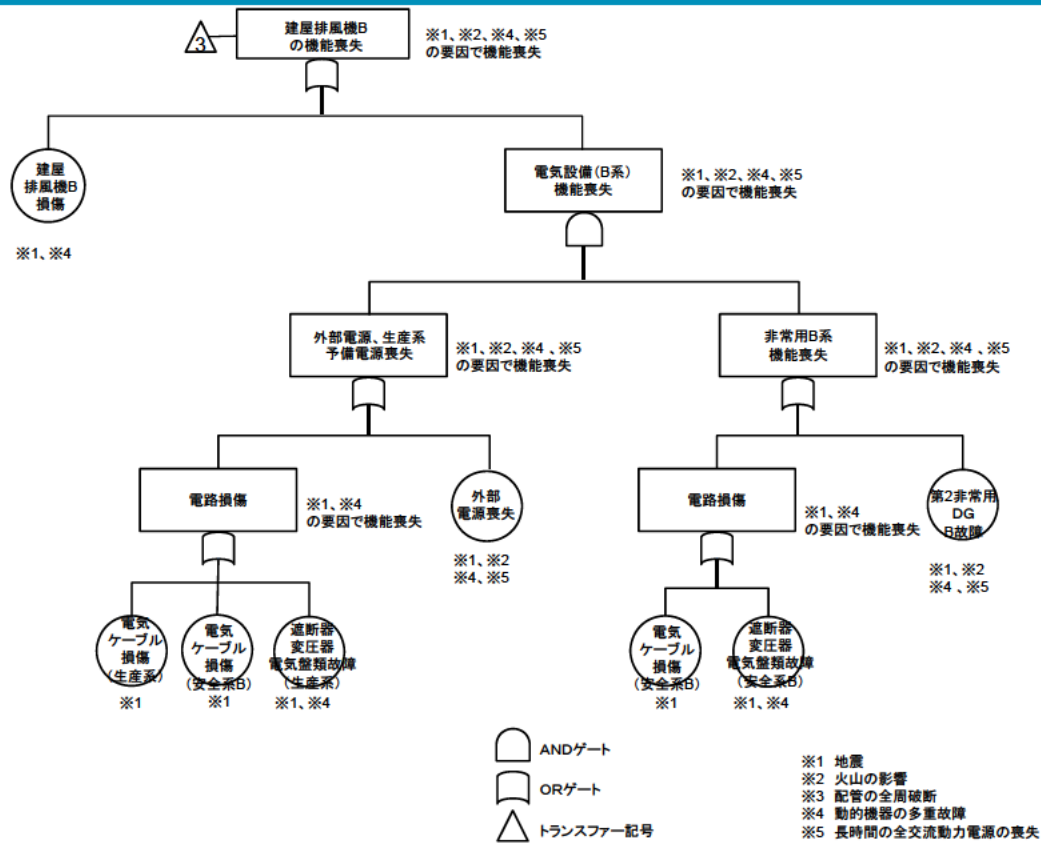 3
建屋排風機B
の機能喪失
※1、※2、※4、※5
の要因で機能喪失
建屋
排風機B
損傷
※1、※4
電気設備(B系)
機能喪失
※1、※2、※4、※5
の要因で機能喪失
外部電源、生産系
予備電源喪失
※1、※2、※4 、※5
の要因で機能喪失
非常用B系
機能喪失
※1、※2、※4 、※5
の要因で機能喪失
電路損傷
※1、※4
の要因で機能喪失
外部
電源喪失
※1、※2
※4、※5
電路損傷
※1、※4
の要因で機能喪失
第2非常用
DG
B故障
※1、※2
※4 、※5
電気
ケーブル
損傷
(生産系)
※1
電気
ケーブル
損傷
(安全系B)
※1
遮断器
変圧器
電気盤類故障
(生産系)
※1、※4
電気
ケーブル
損傷
(安全系B)
※1
遮断器
変圧器
電気盤類故障
(安全系B)
※1、※4
ANDゲート
ORゲート
トランスファー記号
※1 地震
※2 火山の影響
※3 配管の全周破断
※4 動的機器の多重故障
※5 長時間の全交流動力電源の喪失